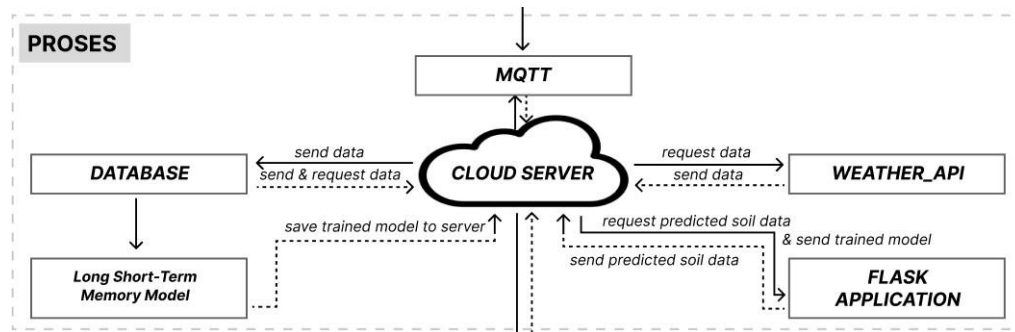 PROSES
MQTT
send data
request data
DATABASE
CLOUD SERVER
WEATHER_API
send & request data
send data
save trained model to server
request predicted soil data
& send trained model
send predicted soil data
Long Short-Term
Memory Model
FLASK
APPLICATION